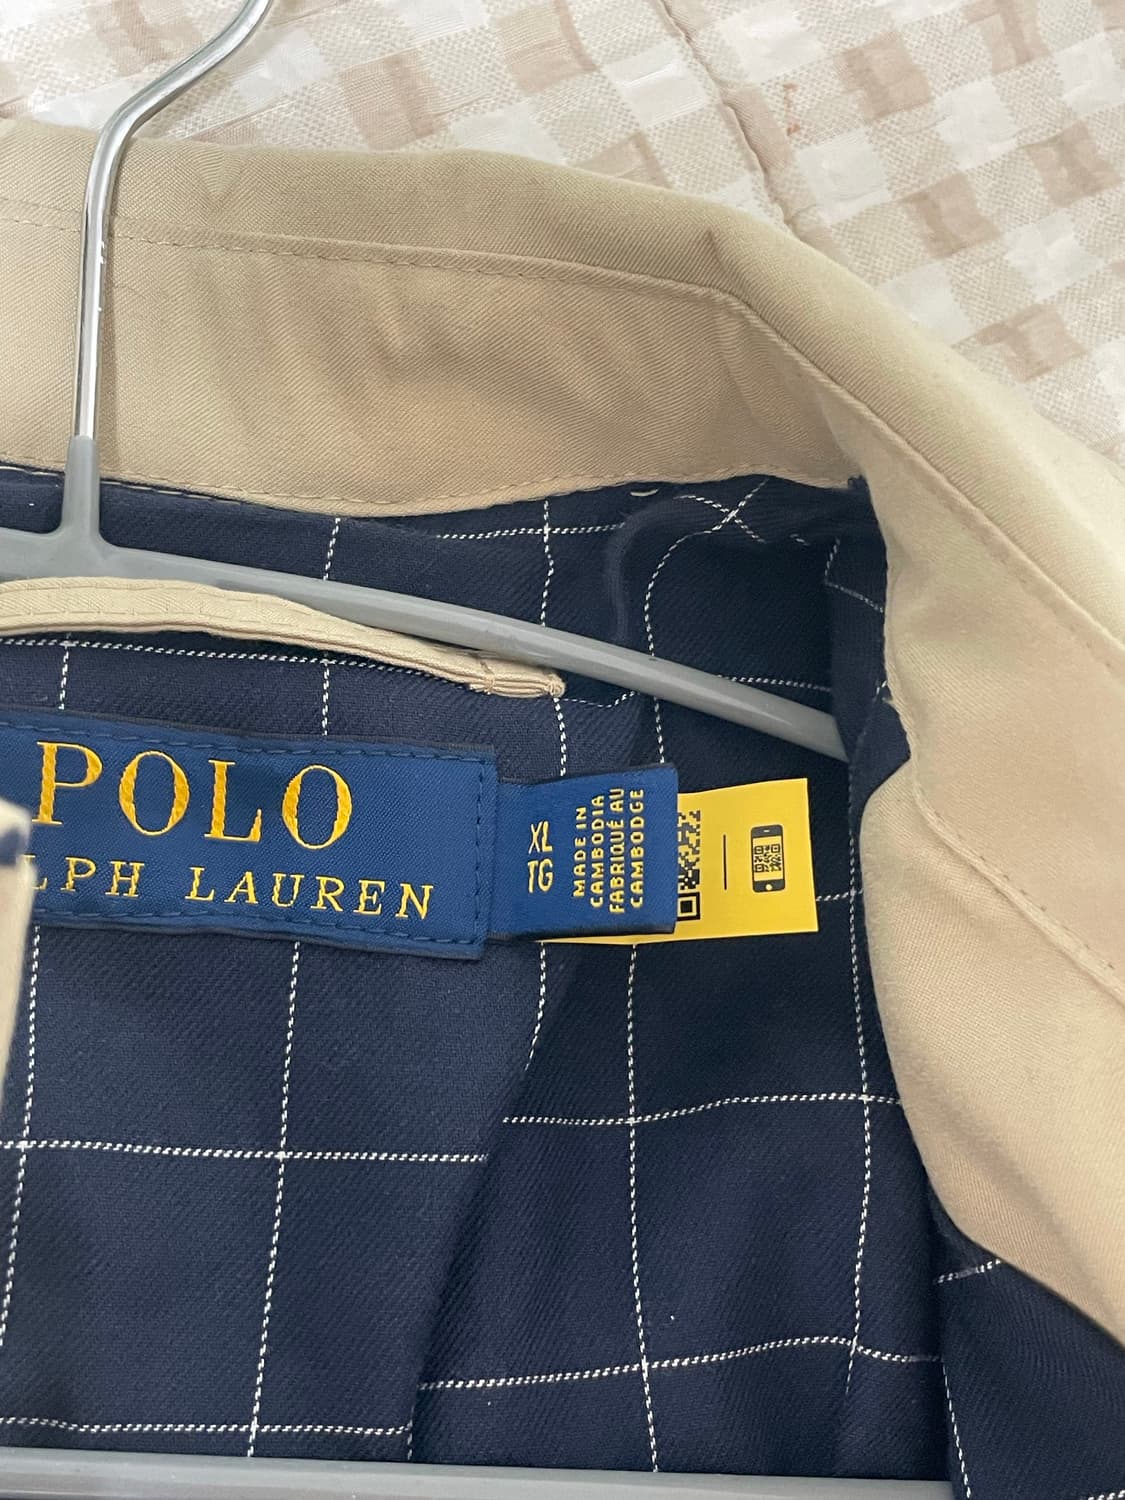 POLO
LPH LAUREN
XL
TG
MADE IN
CAMBODIA
FABRIQUÉ AU
CAMBODGE